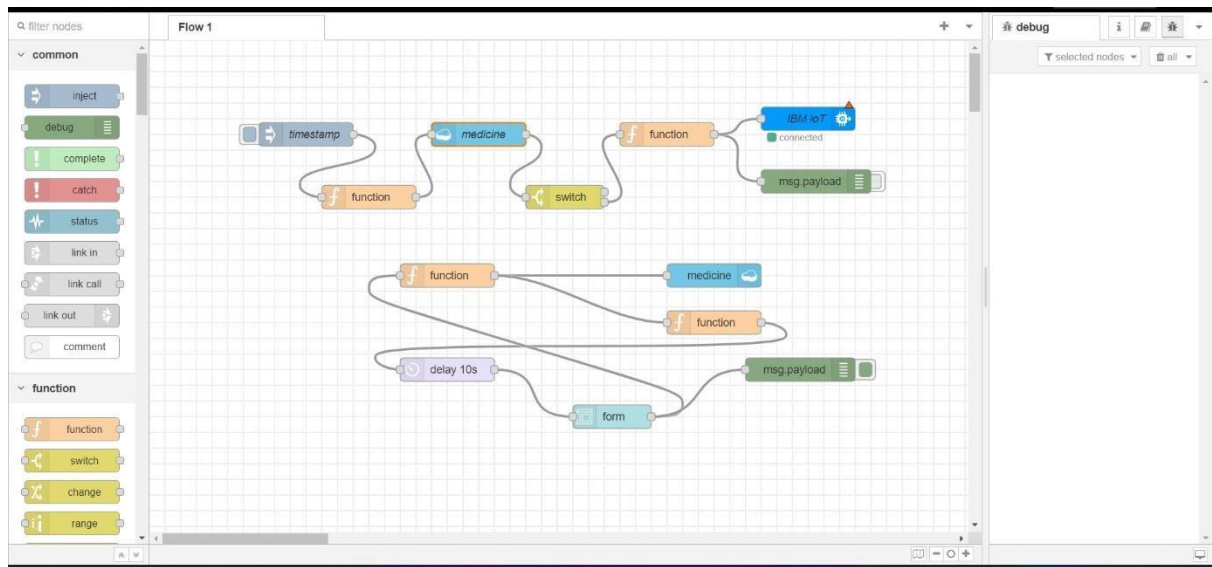 filter nodes
common
inject
debug
complete
catch
status
link in
link call
link out
comment
function
function
switch
change
range
Flow 1
timestamp
function
medicine
switch
function
IBM IoT
connected
msg.payload
function
medicine
function
delay 10s
form
msg.payload
debug
i
selected nodes
all